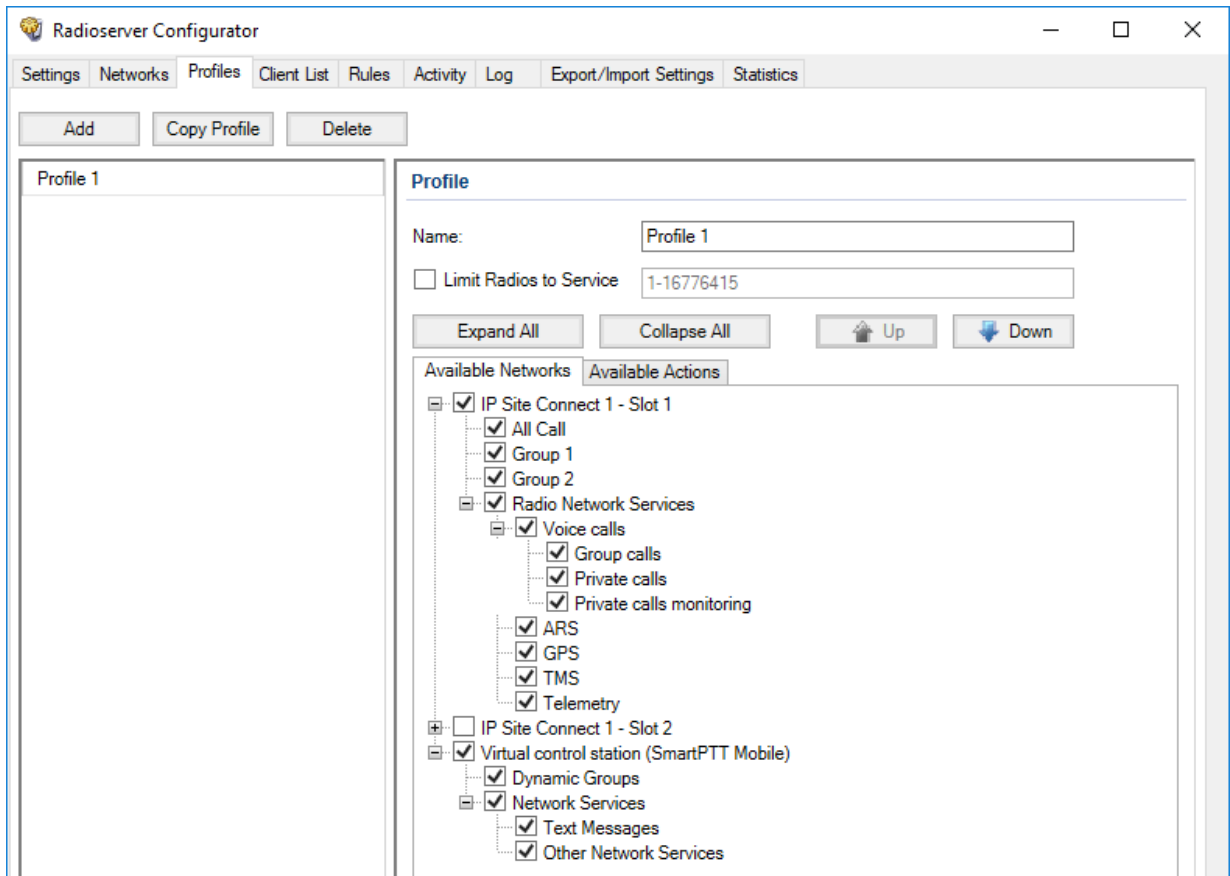 Radioserver Configurator
Settings Networks Profiles Client List Rules Activity Log Export/Import Settings Statistics
Add Copy Profile Delete
Profile 1
Profile
Name: Profile 1
Limit Radios to Service 1-16776415
Expand All Collapse All Up Down
Available Networks Available Actions
IP Site Connect 1 - Slot 1
All Call
Group 1
Group 2
Radio Network Services
Voice calls
Group calls
Private calls
Private calls monitoring
ARS
GPS
TMS
Telemetry
IP Site Connect 1 - Slot 2
Virtual control station (SmartPTT Mobile)
Dynamic Groups
Network Services
Text Messages
Other Network Services